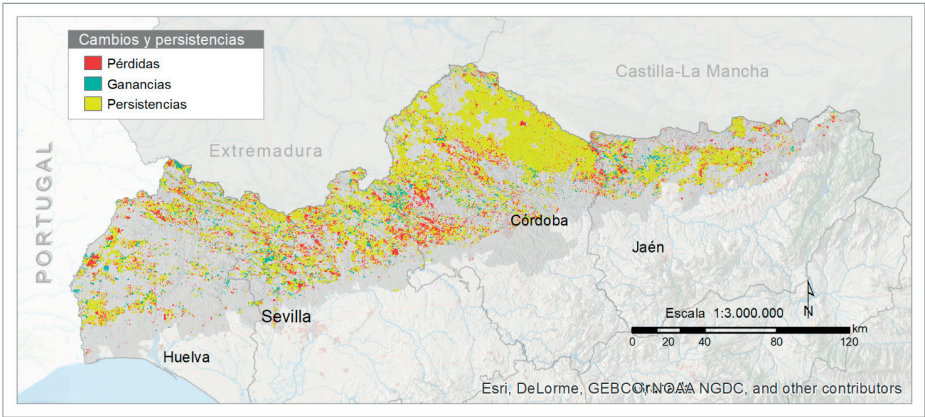 Cambios y persistencias
Pérdidas
Ganancias
Persistencias
Castilla-La Mancha
Extremadura
PORTUGAL
Córdoba
Jaén
Sevilla
Huelva
Escala 1:3.000.000
N
km
0 20 40 80 120
Esri, DeLorme, GEBCO, NOAA NGDC, and other contributors